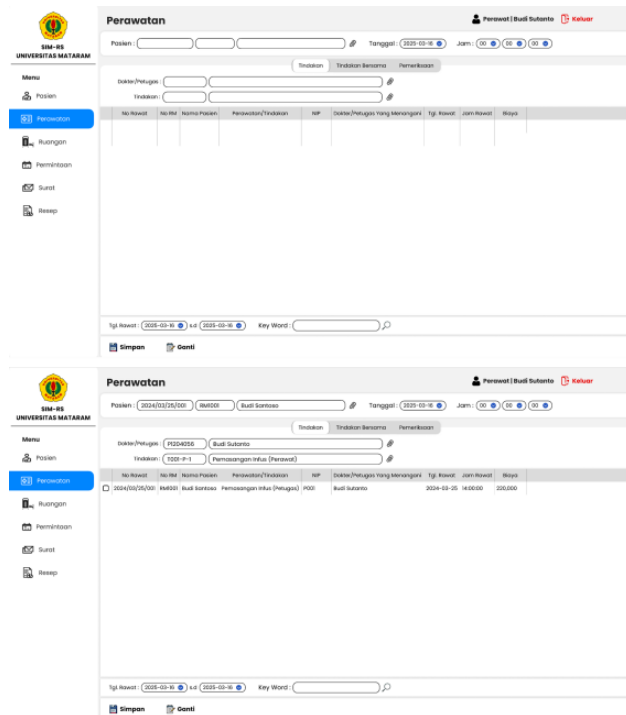 Perawatan
Perawat | Budi Sutanto Keluar
SIM-RS
UNIVERSITAS MATARAM
Pasien :
Tanggal : 2025-03-16 Jam : 00 00 00
Menu
Pasien
Perawatan
Ruangan
Permintaan
Surat
Resep
Tindakan Tindakan Bersama Pemeriksaan
Dokter/Petugas :
Tindakan :
No Rawat No RM Nama Pasien Perawatan/Tindakan NIP Dokter/Petugas Yang Menangani Tgl. Rawat Jam Rawat Biaya
Tgl. Rawat : 2025-03-16 s.d 2025-03-16 Key Word :
Simpan Ganti
Perawatan
Perawat | Budi Sutanto Keluar
SIM-RS
UNIVERSITAS MATARAM
Pasien : 2024/03/25/001 RM1001 Budi Santoso
Tanggal : 2025-03-16 Jam : 00 00 00
Menu
Pasien
Perawatan
Ruangan
Permintaan
Surat
Resep
Tindakan Tindakan Bersama Pemeriksaan
Dokter/Petugas : P1204056 Budi Sutanto
Tindakan : T001-P-1 Pemasangan Infus (Perawat)
No Rawat No RM Nama Pasien Perawatan/Tindakan NIP Dokter/Petugas Yang Menangani Tgl. Rawat Jam Rawat Biaya
2024/03/25/001 RM1001 Budi Santoso Pemasangan Infus (Petugas) P001 Budi Sutanto 2024-03-25 14:00:00 220,000
Tgl. Rawat : 2025-03-16 s.d 2025-03-16 Key Word :
Simpan Ganti